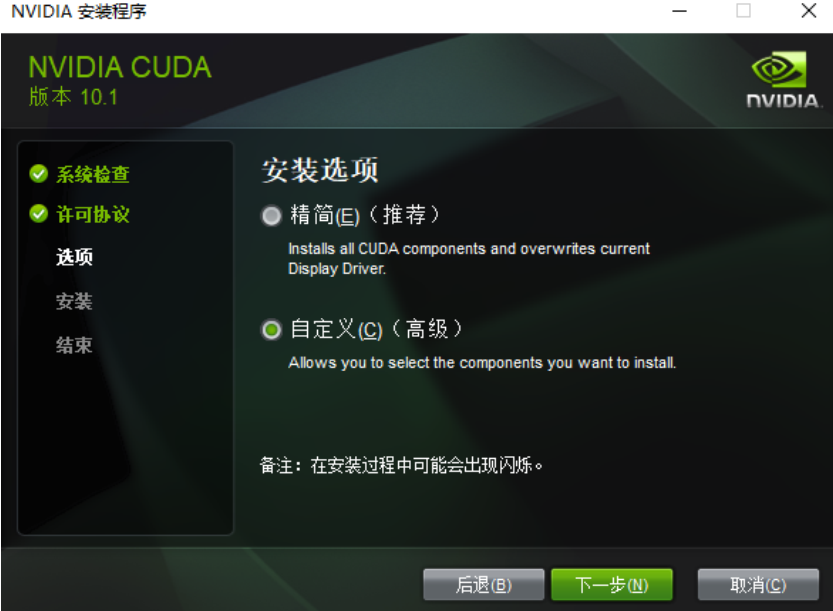 NVIDIA 安装程序
NVIDIA CUDA
版本 10.1
NVIDIA.
系统检查
许可协议
选项
安装
结束
安装选项
精简(E)（推荐）
Installs all CUDA components and overwrites current
Display Driver.
自定义(C)（高级）
Allows you to select the components you want to install.
备注：在安装过程中可能会出现闪烁。
后退(B)
下一步(N)
取消(C)